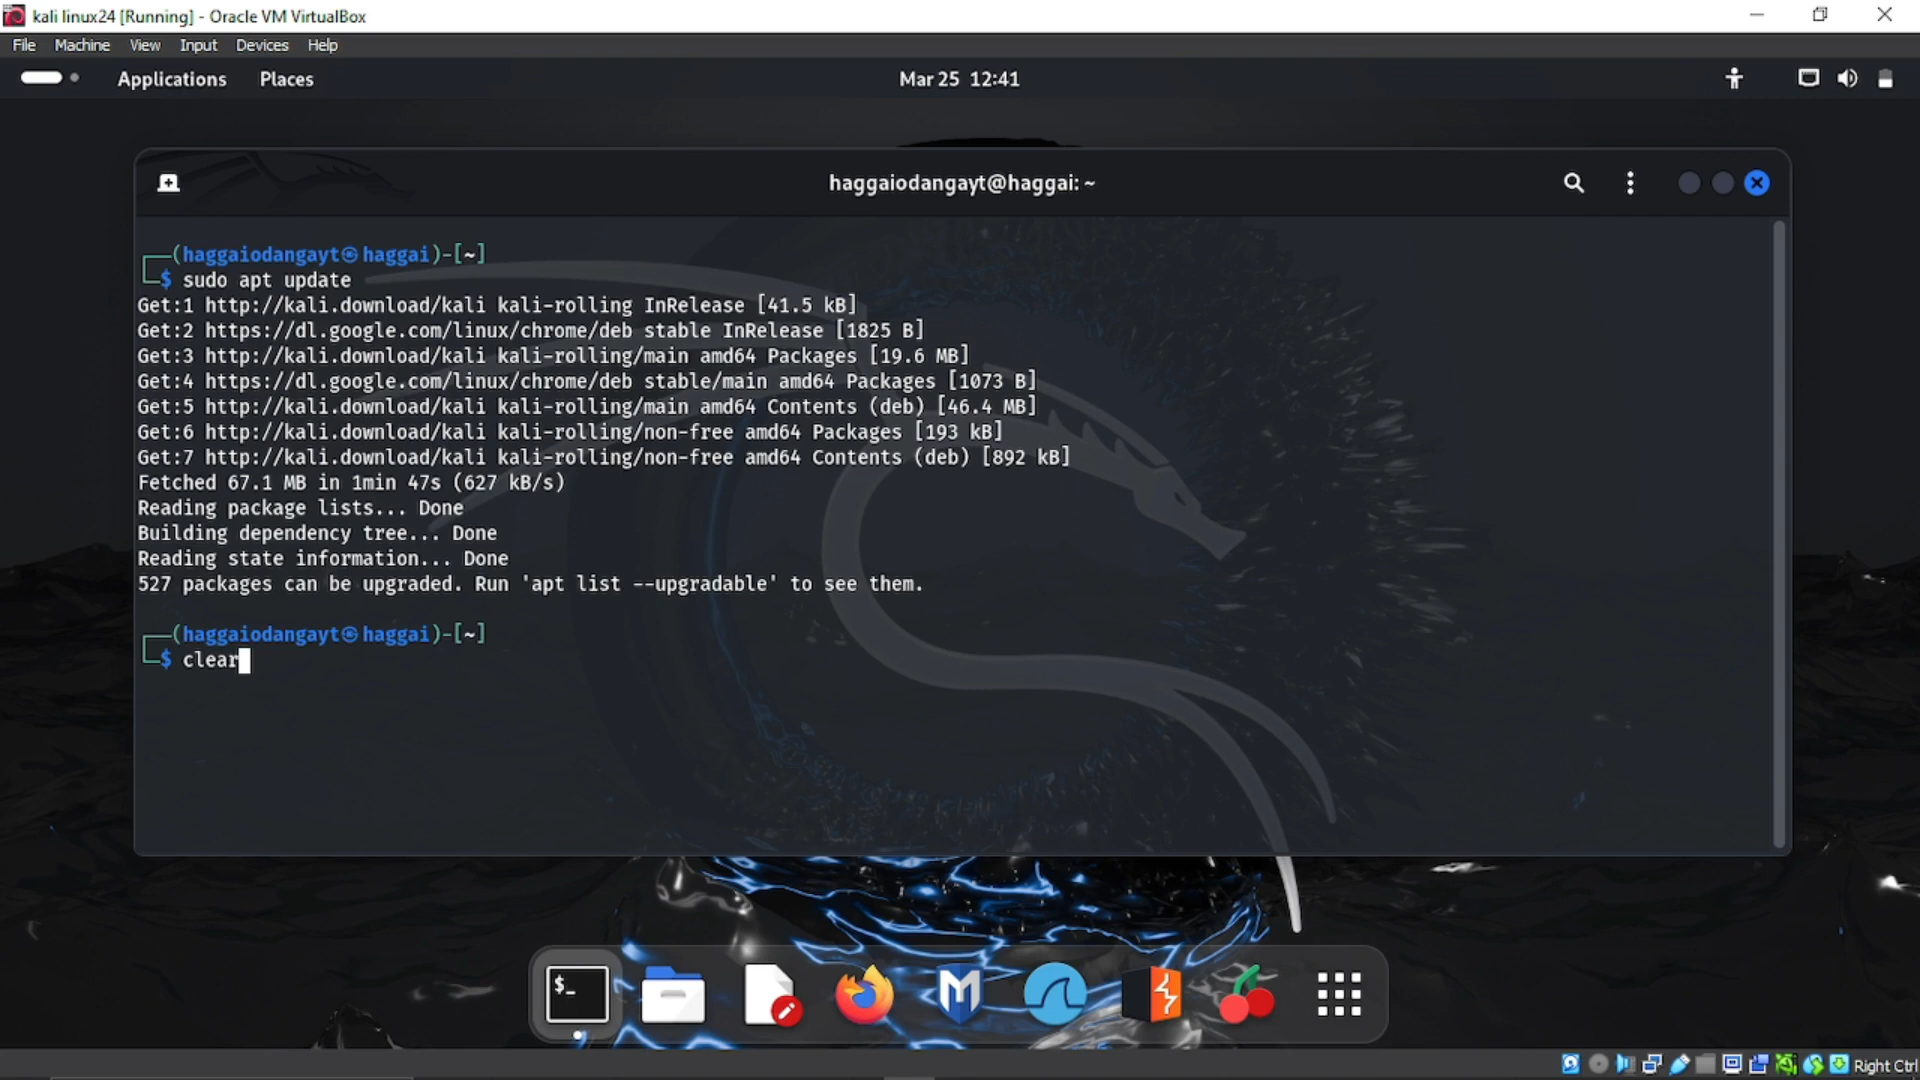 kali linux24 [Running] - Oracle VM VirtualBox
File Machine View Input Devices Help
Applications Places Mar 25 12:41
haggaiodangayt@haggai: ~
┌──(haggaiodangayt㉿haggai)-[~]
└─$ sudo apt update
Get:1 http://kali.download/kali kali-rolling InRelease [41.5 kB]
Get:2 https://dl.google.com/linux/chrome/deb stable InRelease [1825 B]
Get:3 http://kali.download/kali kali-rolling/main amd64 Packages [19.6 MB]
Get:4 https://dl.google.com/linux/chrome/deb stable/main amd64 Packages [1073 B]
Get:5 http://kali.download/kali kali-rolling/main amd64 Contents (deb) [46.4 MB]
Get:6 http://kali.download/kali kali-rolling/non-free amd64 Packages [193 kB]
Get:7 http://kali.download/kali kali-rolling/non-free amd64 Contents (deb) [892 kB]
Fetched 67.1 MB in 1min 47s (627 kB/s)
Reading package lists... Done
Building dependency tree... Done
Reading state information... Done
527 packages can be upgraded. Run 'apt list --upgradable' to see them.
┌──(haggaiodangayt㉿haggai)-[~]
└─$ clear
$_
M
Right Ctrl